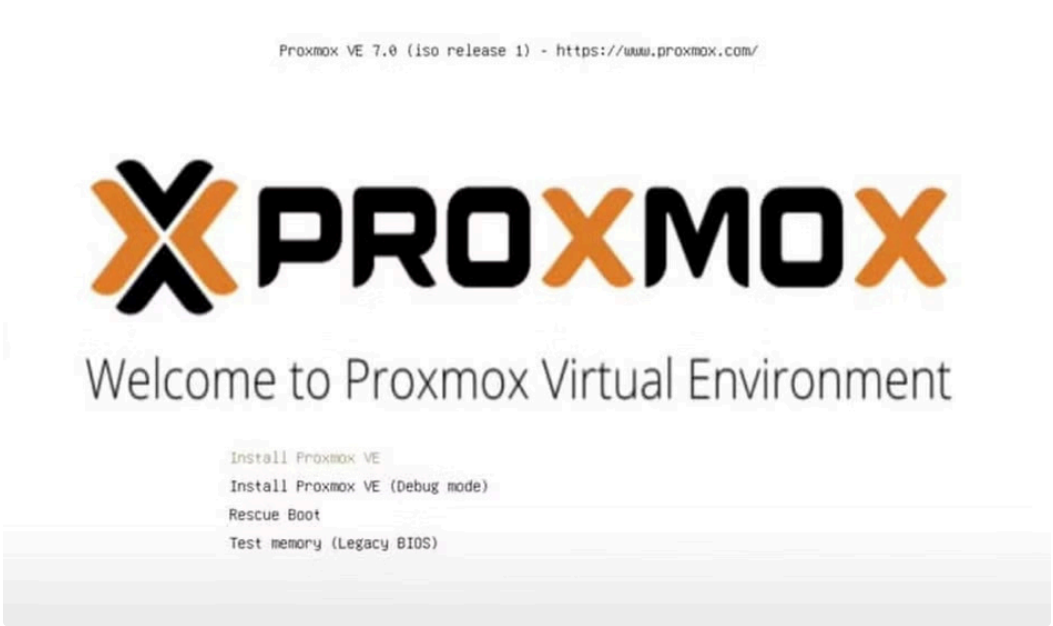 Proxmox VE 7.0 (iso release 1) - https://www.proxmox.com/
XPROXMOX
Welcome to Proxmox Virtual Environment
Install Proxmox VE
Install Proxmox VE (Debug mode)
Rescue Boot
Test memory (Legacy BIOS)